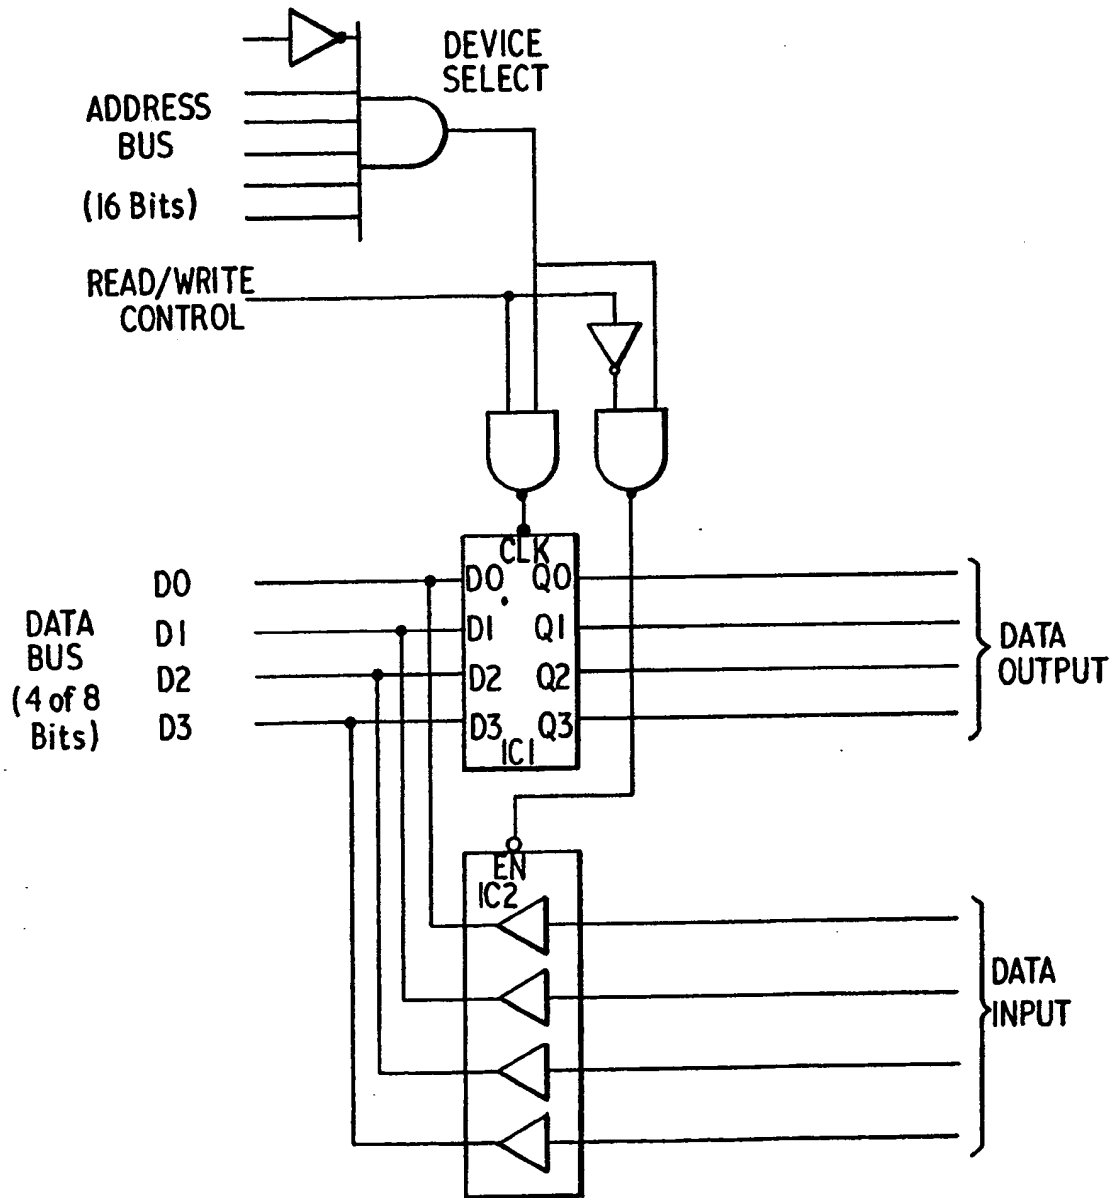 DEVICE
SELECT
ADDRESS
BUS
(16 Bits)
READ/WRITE
CONTROL
CLK
D0 Q0
D1 Q1
D2 Q2
D3 Q3
IC1
D0
D1
D2
D3
DATA
BUS
(4 of 8
Bits)
DATA
OUTPUT
EN
IC2
DATA
INPUT